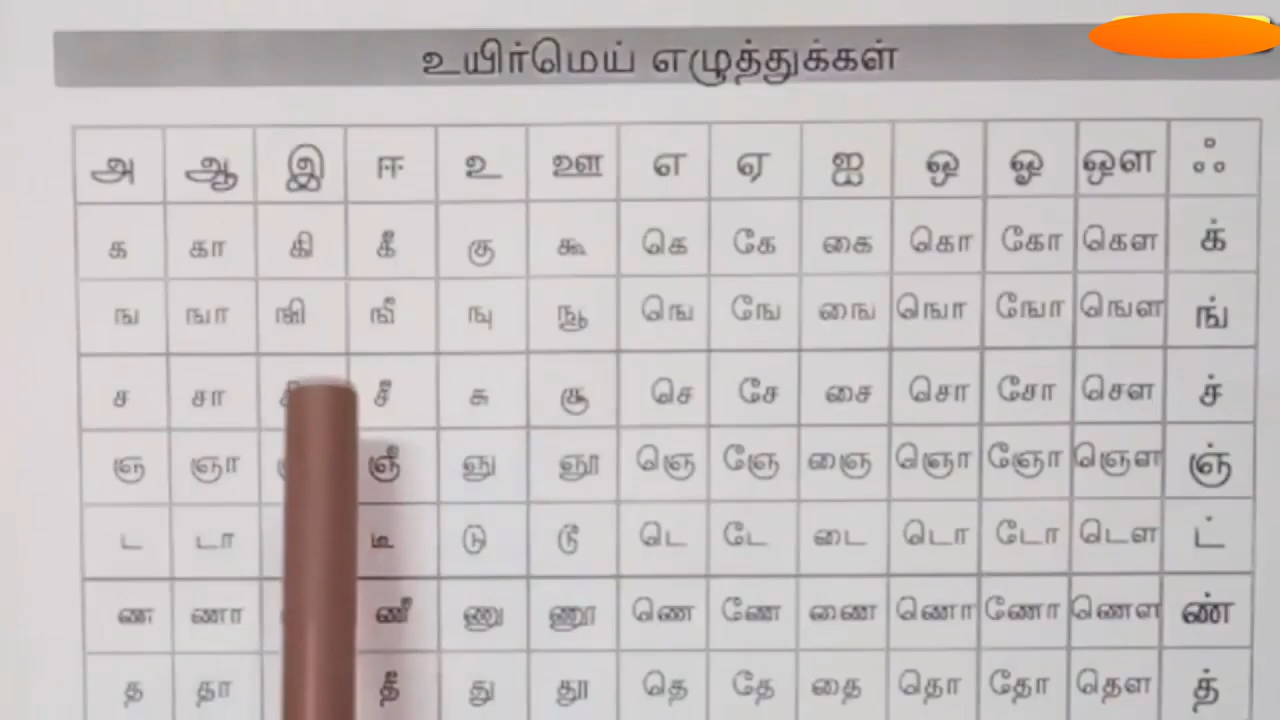 உயிர்மெய் எழுத்துக்கள்
அ ஆ இ ஈ உ ஊ எ ஏ ஐ ஒ ஓ ஔ ஃ
க கா கி கீ கு கூ கெ கே கை கொ கோ கௌ க்
ங ஙா ஙி ஙீ ஙு ஙூ ஙெ ஙே ஙை ஙொ ஙோ ஙௌ ங்
ச சா சீ சு சூ செ சே சை சொ சோ சௌ ச்
ஞ ஞா ஞீ ஞு ஞூ ஞெ ஞே ஞை ஞொ ஞோ ஞௌ ஞ்
ட டா டீ டு டூ டெ டே டை டொ டோ டௌ ட்
ண ணா ணீ ணு ணூ ணெ ணே ணை ணொ ணோ ணௌ ண்
த தா தீ து தூ தெ தே தை தொ தோ தௌ த்